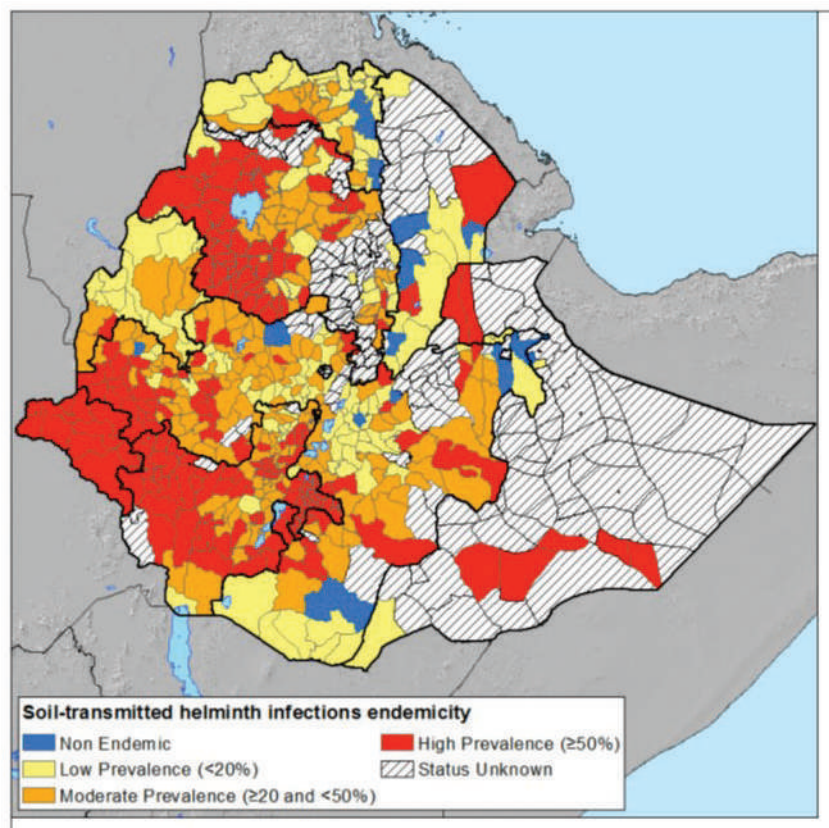 Soil-transmitted helminth infections endemicity
Non Endemic
Low Prevalence (<20%)
Moderate Prevalence (≥20 and <50%)
High Prevalence (≥50%)
Status Unknown